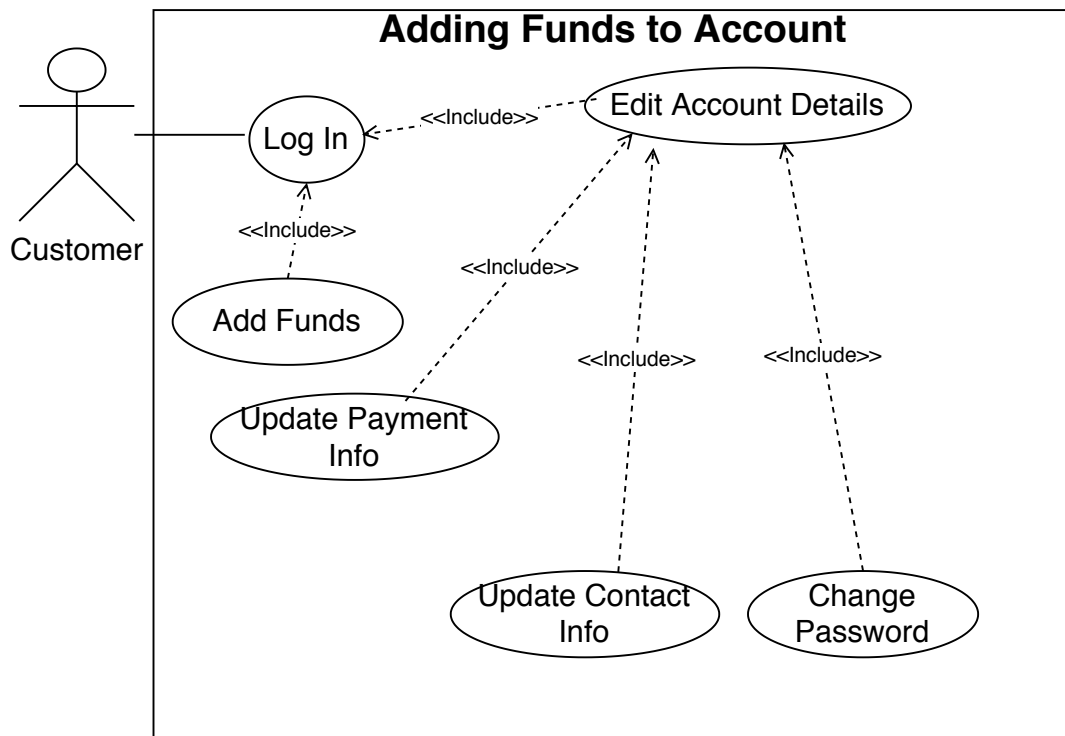 Adding Funds to Account
Edit Account Details
<<Include>>
Log In
<<Include>>
Customer
<<Include>>
Add Funds
<<Include>>
<<Include>>
Update Payment
Info
Update Contact
Info
Change
Password